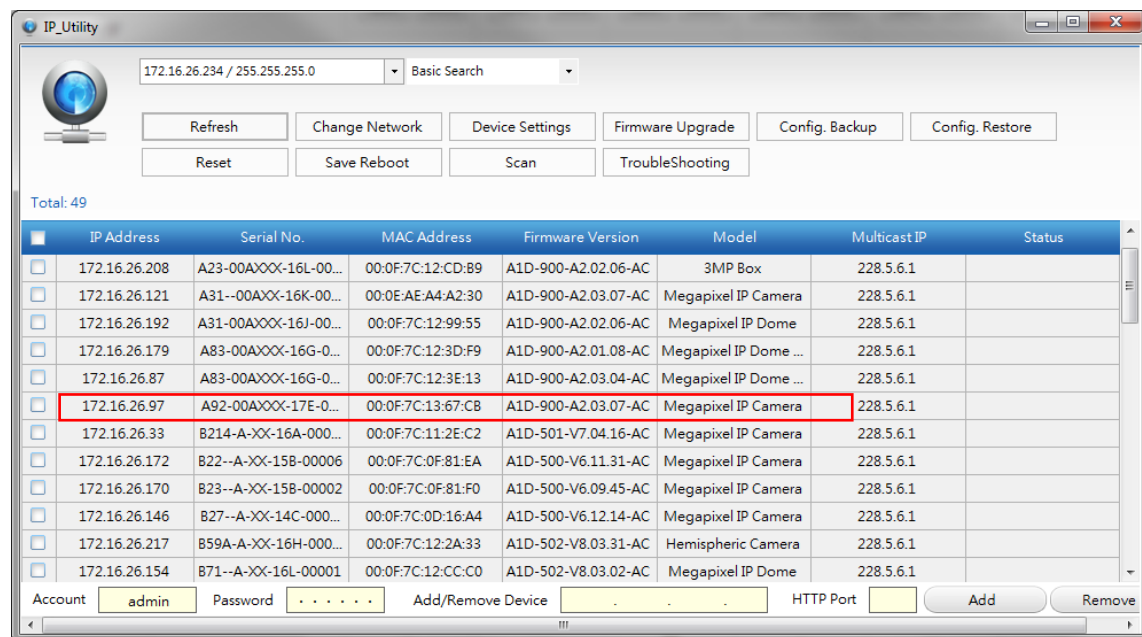 IP_Utility
172.16.26.234 / 255.255.255.0 Basic Search
Refresh Change Network Device Settings Firmware Upgrade Config. Backup Config. Restore
Reset Save Reboot Scan TroubleShooting
Total: 49
IP Address Serial No. MAC Address Firmware Version Model Multicast IP Status
172.16.26.208 A23-00AXXX-16L-00... 00:0F:7C:12:CD:B9 A1D-900-A2.02.06-AC 3MP Box 228.5.6.1
172.16.26.121 A31--00AXX-16K-00... 00:0E:AE:A4:A2:30 A1D-900-A2.03.07-AC Megapixel IP Camera 228.5.6.1
172.16.26.192 A31-00AXXX-16J-00... 00:0F:7C:12:99:55 A1D-900-A2.02.06-AC Megapixel IP Dome 228.5.6.1
172.16.26.179 A83-00AXXX-16G-0... 00:0F:7C:12:3D:F9 A1D-900-A2.01.08-AC Megapixel IP Dome ... 228.5.6.1
172.16.26.87 A83-00AXXX-16G-0... 00:0F:7C:12:3E:13 A1D-900-A2.03.04-AC Megapixel IP Dome ... 228.5.6.1
172.16.26.97 A92-00AXXX-17E-0... 00:0F:7C:13:67:CB A1D-900-A2.03.07-AC Megapixel IP Camera 228.5.6.1
172.16.26.33 B214-A-XX-16A-000... 00:0F:7C:11:2E:C2 A1D-501-V7.04.16-AC Megapixel IP Camera 228.5.6.1
172.16.26.172 B22--A-XX-15B-00006 00:0F:7C:0F:81:EA A1D-500-V6.11.31-AC Megapixel IP Camera 228.5.6.1
172.16.26.170 B23--A-XX-15B-00002 00:0F:7C:0F:81:F0 A1D-500-V6.09.45-AC Megapixel IP Camera 228.5.6.1
172.16.26.146 B27--A-XX-14C-000... 00:0F:7C:0D:16:A4 A1D-500-V6.12.14-AC Megapixel IP Camera 228.5.6.1
172.16.26.217 B59A-A-XX-16H-000... 00:0F:7C:12:2A:33 A1D-502-V8.03.31-AC Hemispheric Camera 228.5.6.1
172.16.26.154 B71--A-XX-16L-00001 00:0F:7C:12:CC:C0 A1D-502-V8.03.02-AC Megapixel IP Dome 228.5.6.1
Account admin Password · · · · · · Add/Remove Device . . . HTTP Port Add Remove